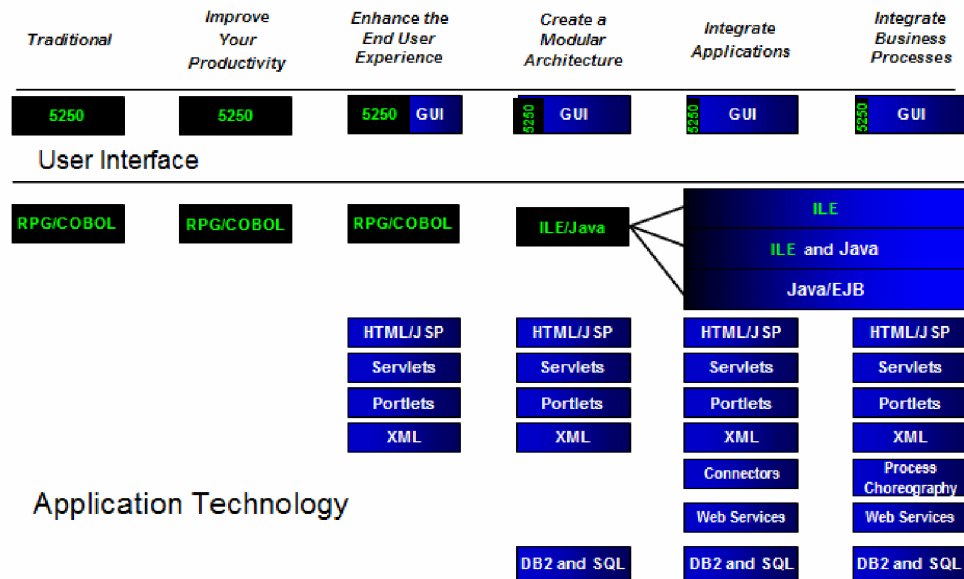 Traditional
Improve
Your
Productivity
Enhance the
End User
Experience
Create a
Modular
Architecture
Integrate
Applications
Integrate
Business
Processes
5250
5250
5250 GUI
5250 GUI
5250 GUI
5250 GUI
User Interface
RPG/COBOL
RPG/COBOL
RPG/COBOL
ILE/Java
ILE
ILE and Java
Java/EJB
HTML/JSP
HTML/JSP
HTML/JSP
HTML/JSP
Servlets
Servlets
Servlets
Servlets
Portlets
Portlets
Portlets
Portlets
XML
XML
XML
XML
Connectors
Process
Choreography
Application Technology
Web Services
Web Services
DB2 and SQL
DB2 and SQL
DB2 and SQL